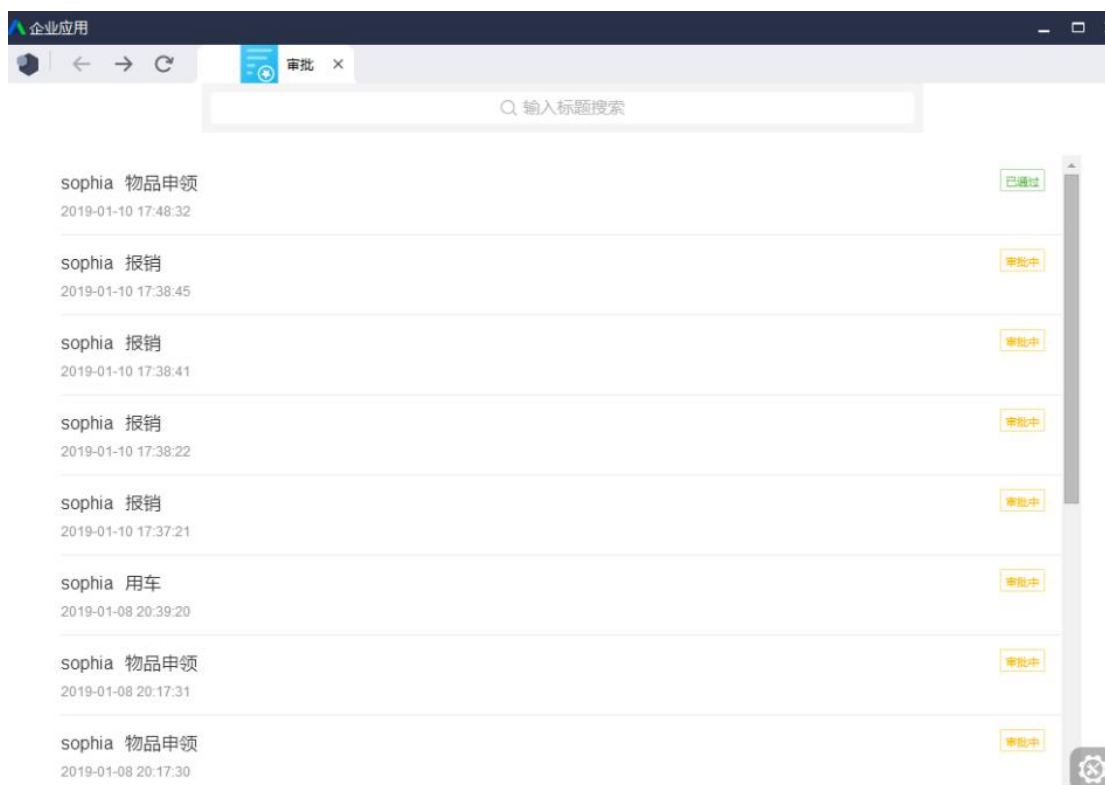 企业应用
审批
输入标题搜索
sophia 物品申领 已通过
2019-01-10 17:48:32
sophia 报销 审批中
2019-01-10 17:38:45
sophia 报销 审批中
2019-01-10 17:38:41
sophia 报销 审批中
2019-01-10 17:38:22
sophia 报销 审批中
2019-01-10 17:37:21
sophia 用车 审批中
2019-01-08 20:39:20
sophia 物品申领 审批中
2019-01-08 20:17:31
sophia 物品申领 审批中
2019-01-08 20:17:30